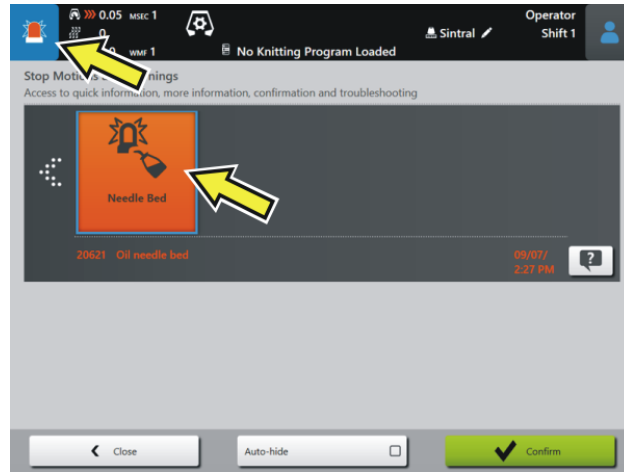 0.05 MSEC 1
0
WMF 1
No Knitting Program Loaded
Sintral
Operator
Shift 1
Stop
Access to quick information, more information, confirmation and troubleshooting
Needle Bed
20621 Oil needle bed
09/07/
2:27 PM
?
Close
Auto-hide
Confirm